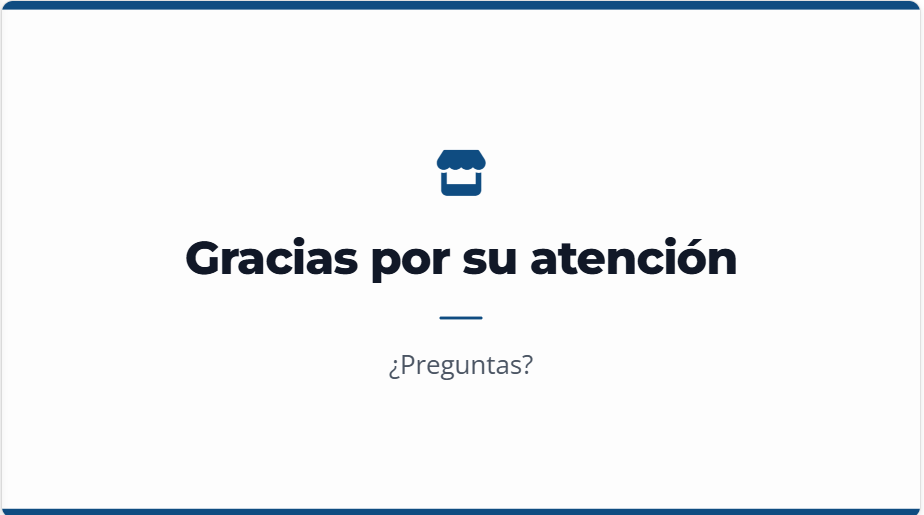 Gracias por su atención
¿Preguntas?